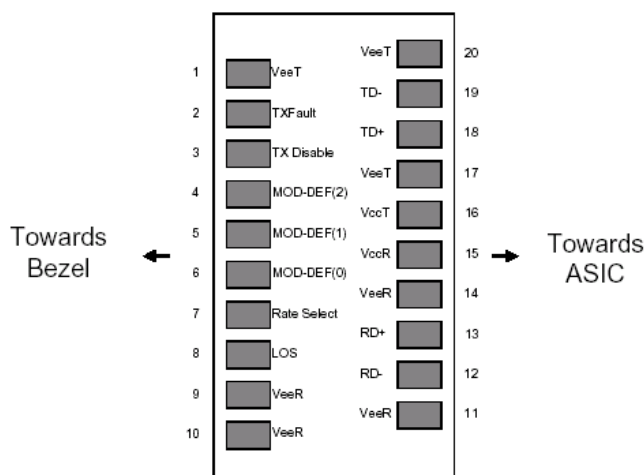 1 VeeT
2 TXFault
3 TX Disable
4 MOD-DEF(2)
5 MOD-DEF(1)
6 MOD-DEF(0)
7 Rate Select
8 LOS
9 VeeR
10 VeeR
VeeT 20
TD- 19
TD+ 18
VeeT 17
VccT 16
VccR 15
VeeR 14
RD+ 13
RD- 12
VeeR 11
Towards
Bezel
Towards
ASIC